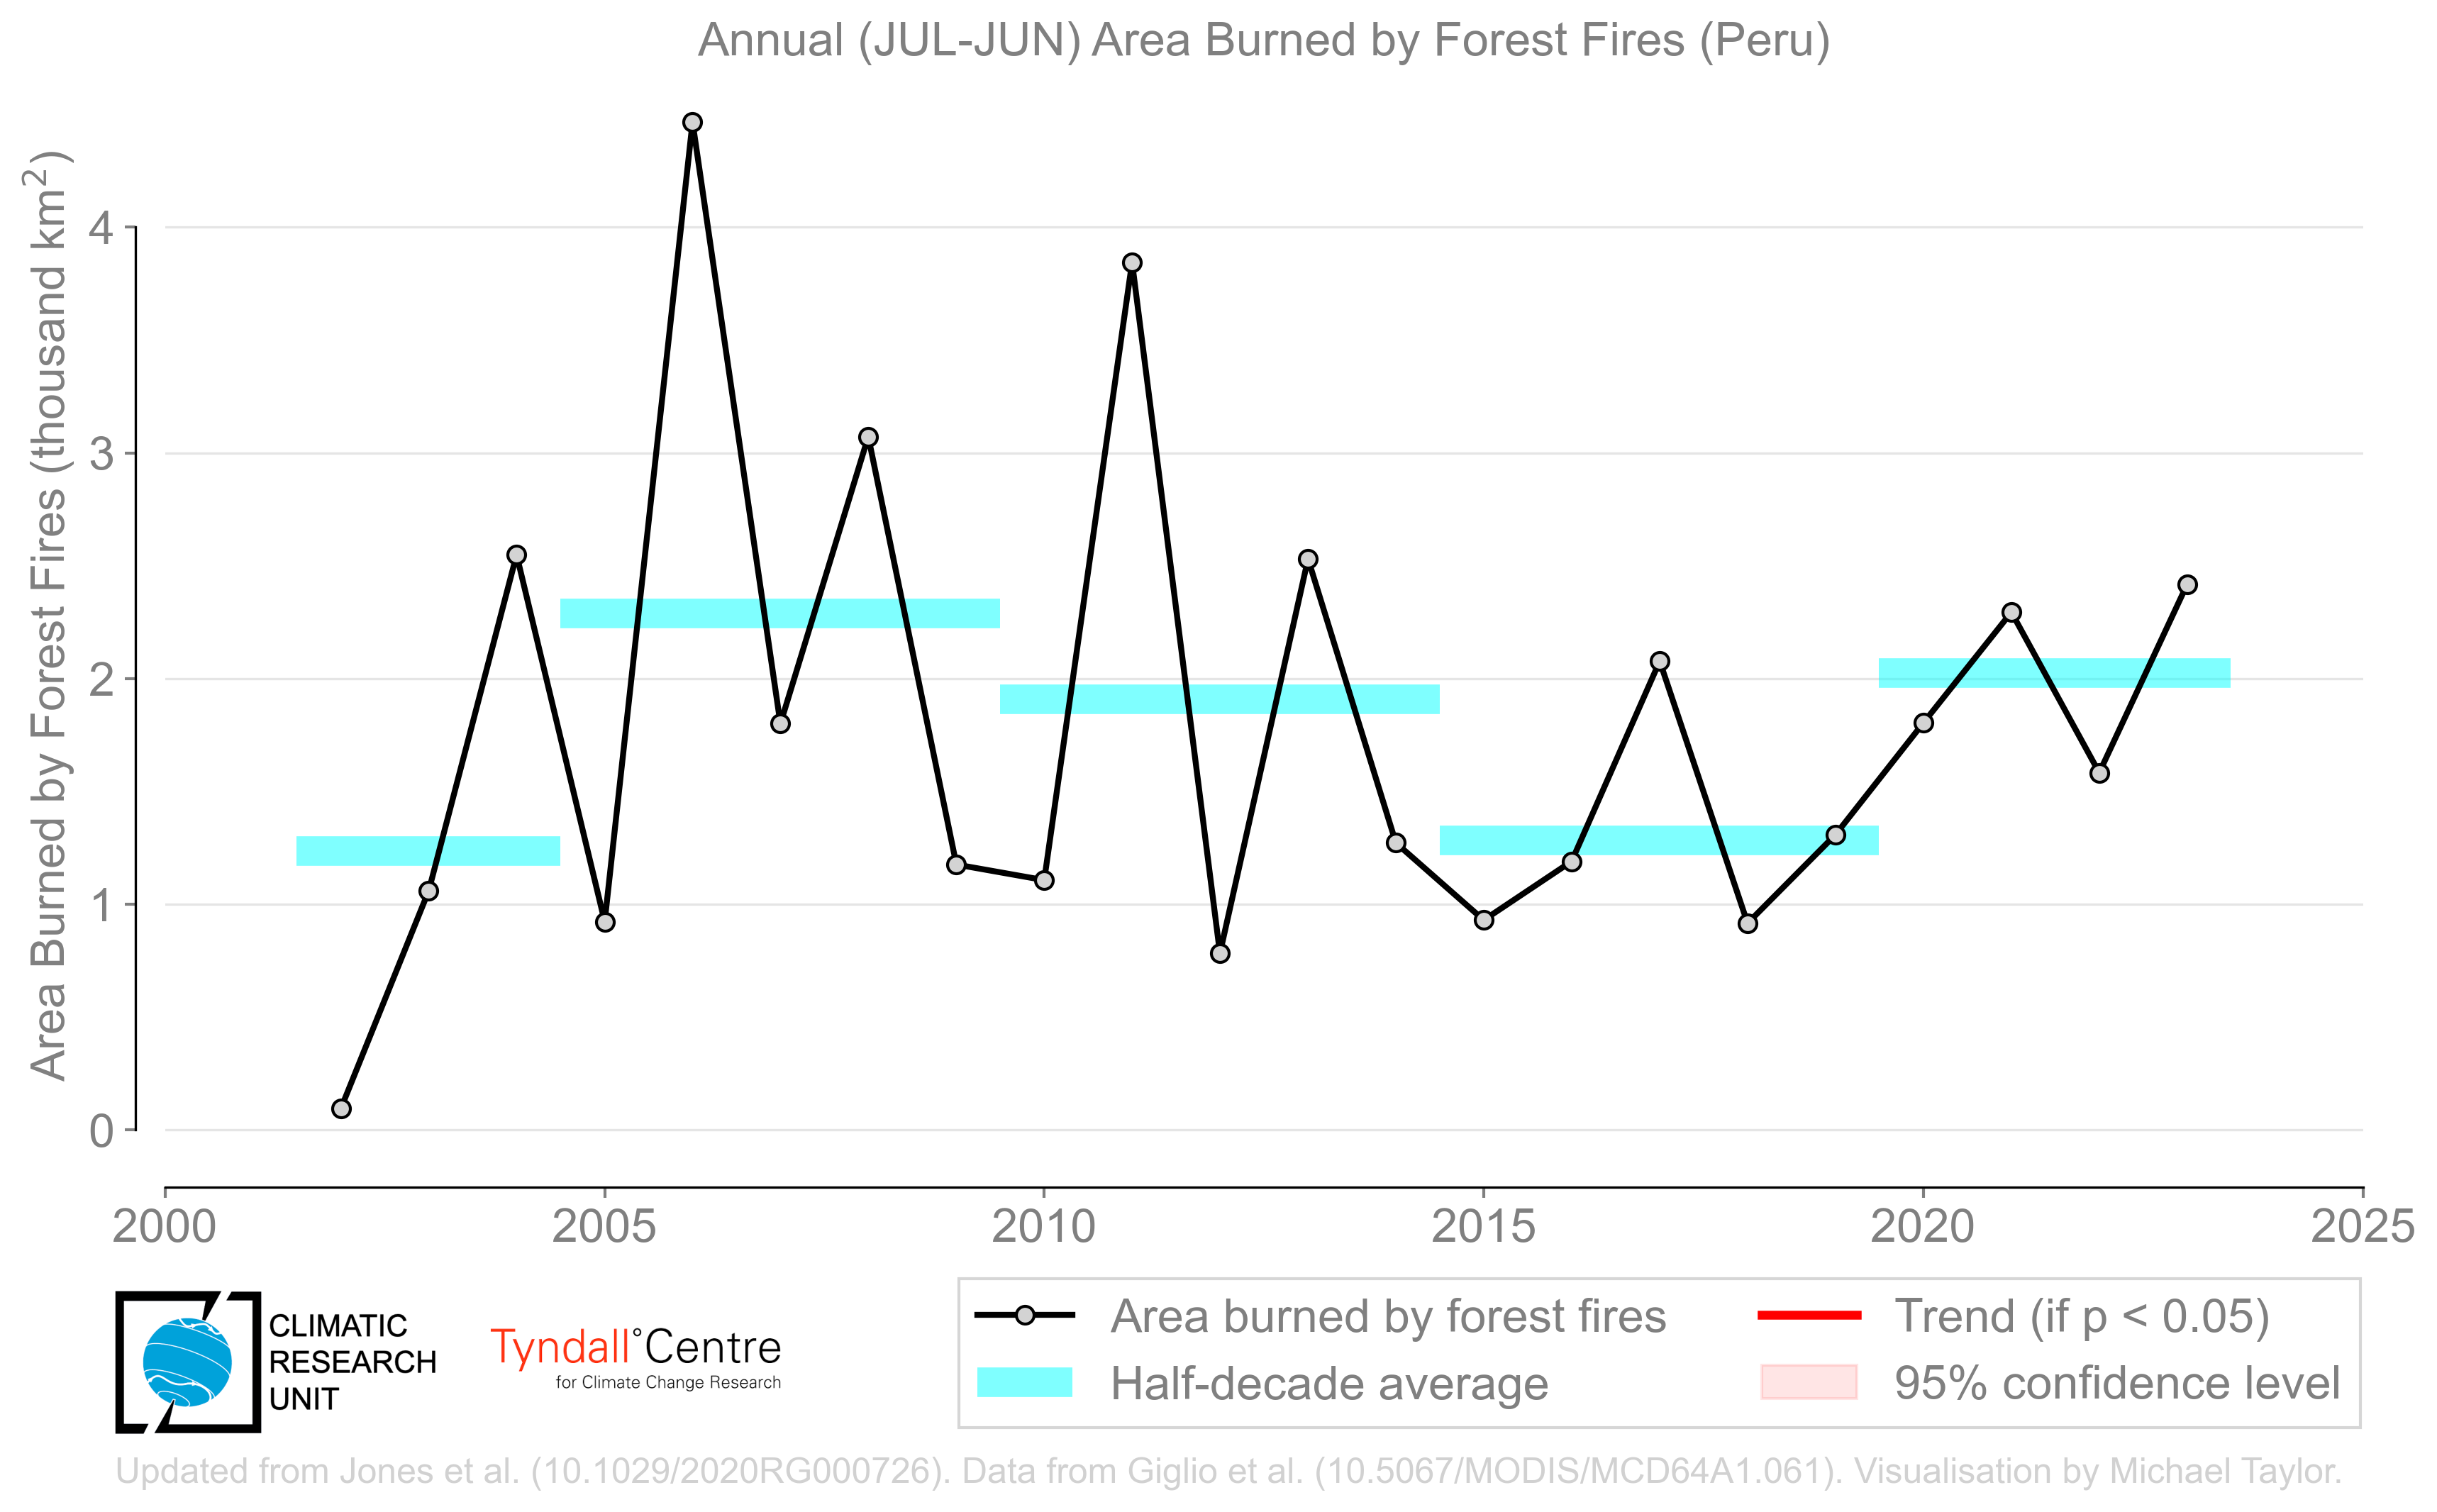 Annual (JUL-JUN) Area Burned by Forest Fires (Peru)
Area Burned by Forest Fires (thousand km²)
4
3
2
1
0
2000 2005 2010 2015 2020 2025
CLIMATIC
RESEARCH
UNIT
Tyndall°Centre
for Climate Change Research
Area burned by forest fires
Half-decade average
Trend (if p < 0.05)
95% confidence level
Updated from Jones et al. (10.1029/2020RG000726). Data from Giglio et al. (10.5067/MODIS/MCD64A1.061). Visualisation by Michael Taylor.